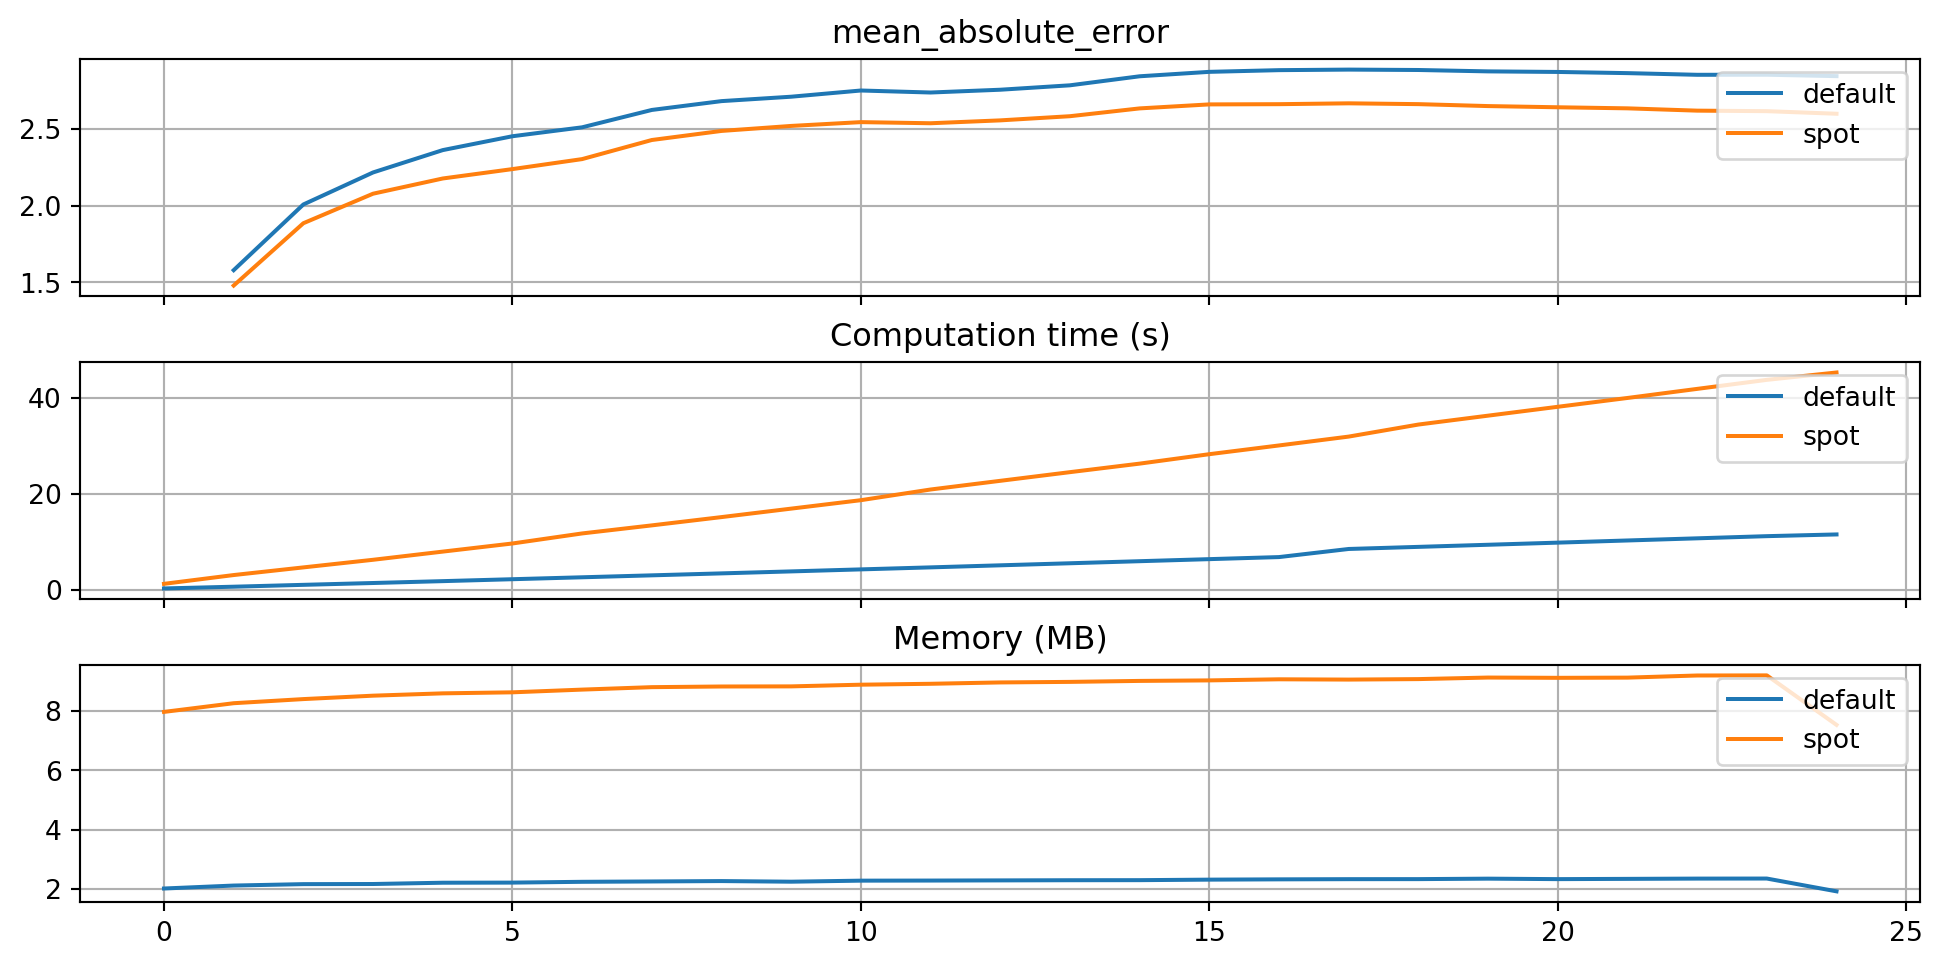 mean_absolute_error
2.5
2.0
1.5
default
spot
Computation time (s)
40
20
0
default
spot
Memory (MB)
8
6
4
2
default
spot
0 5 10 15 20 25